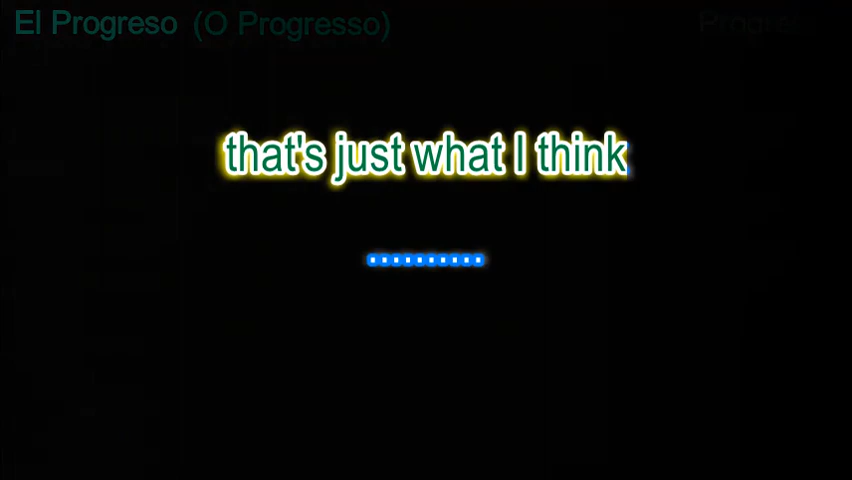 El Progreso (O Progresso)
that's just what I think
..........